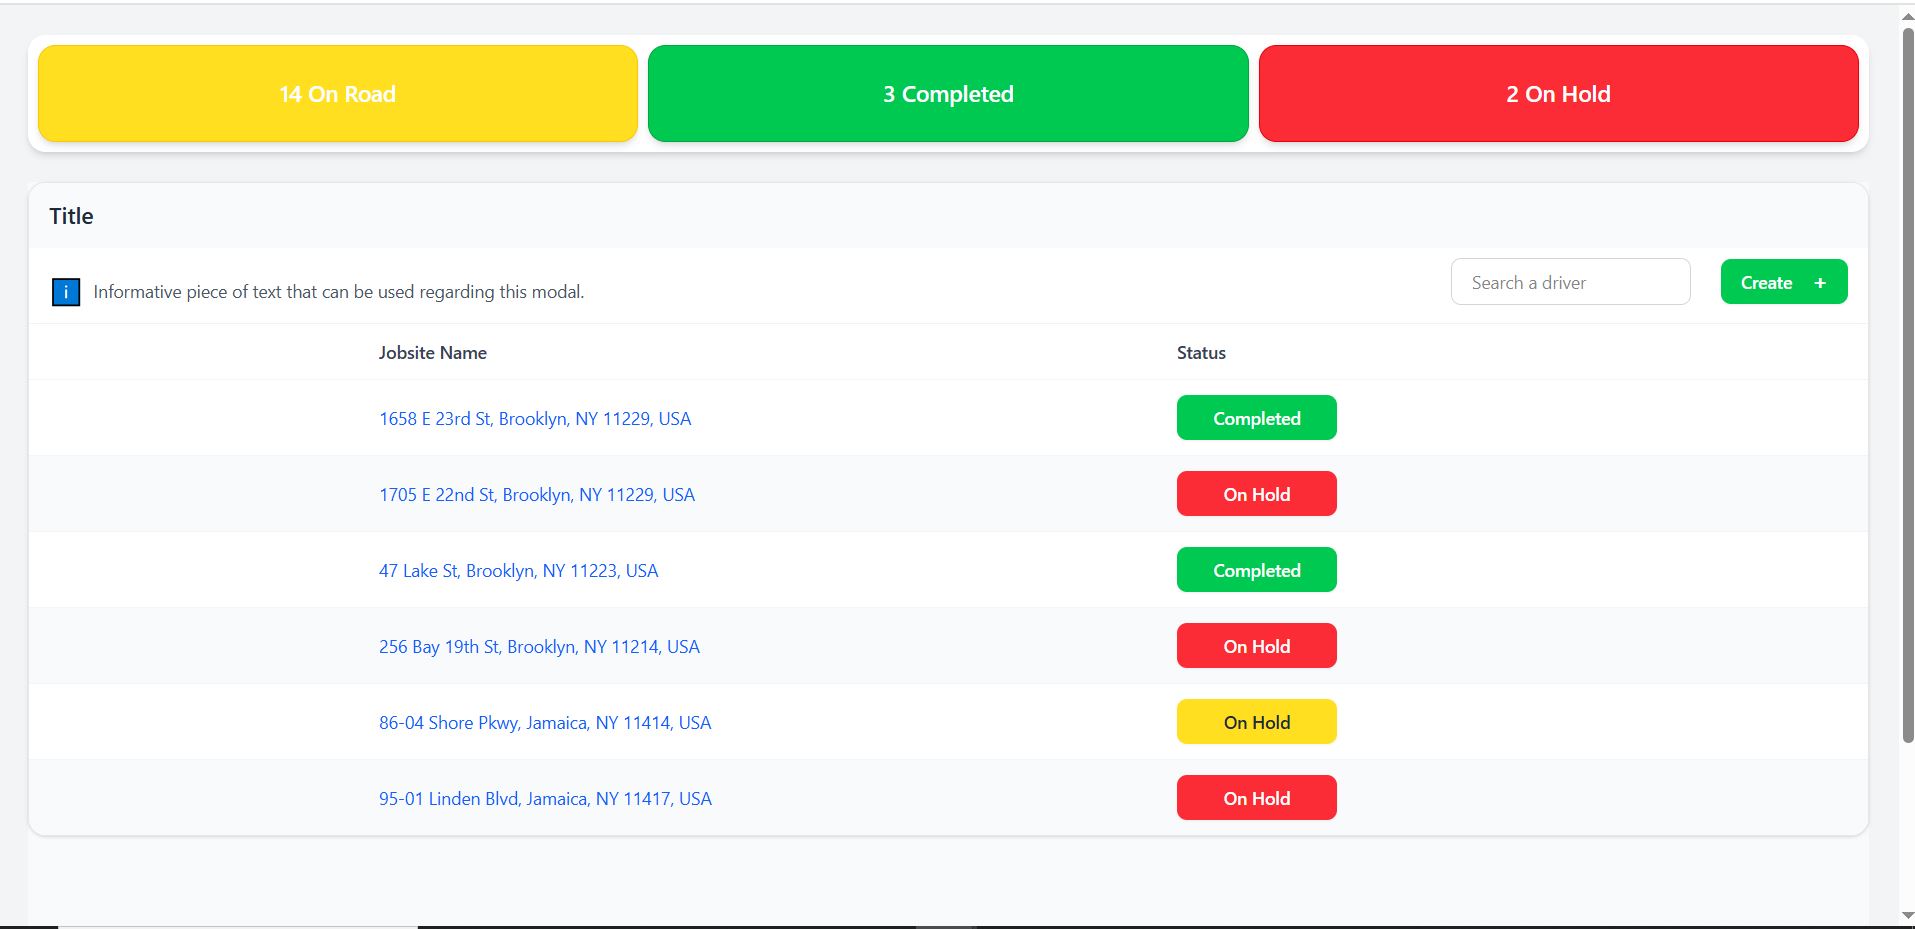 14 On Road
3 Completed
2 On Hold
Title
i Informative piece of text that can be used regarding this modal.
Search a driver
Create +
Jobsite Name Status
1658 E 23rd St, Brooklyn, NY 11229, USA Completed
1705 E 22nd St, Brooklyn, NY 11229, USA On Hold
47 Lake St, Brooklyn, NY 11223, USA Completed
256 Bay 19th St, Brooklyn, NY 11214, USA On Hold
86-04 Shore Pkwy, Jamaica, NY 11414, USA On Hold
95-01 Linden Blvd, Jamaica, NY 11417, USA On Hold